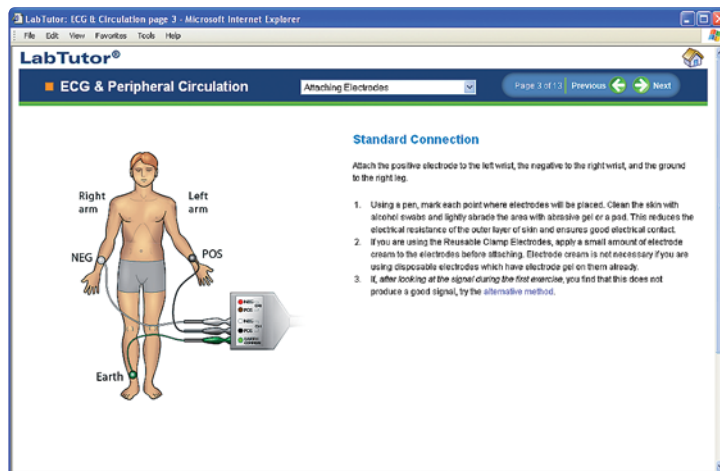 LabTutor: ECG & Circulation page 3 - Microsoft Internet Explorer
File Edit View Favorites Tools Help
LabTutor®
ECG & Peripheral Circulation
Attaching Electrodes
Page 3 of 13 Previous Next
Standard Connection
Attach the positive electrode to the left wrist, the negative to the right wrist, and the ground
to the right leg.
1. Using a pen, mark each point where electrodes will be placed. Clean the skin with
alcohol swabs and lightly abrade the area with abrasive gel or a pad. This reduces the
electrical resistance of the outer layer of skin and ensures good electrical contact.
2. If you are using the Reusable Clamp Electrodes, apply a small amount of electrode
cream to the electrodes before attaching. Electrode cream is not necessary if you are
using disposable electrodes which have electrode gel on them already.
3. If, after looking at the signal during the first exercise, you find that this does not
produce a good signal, try the alternative method.
Right
arm
Left
arm
NEG
POS
NEG
POS
NEG
POS
Earth